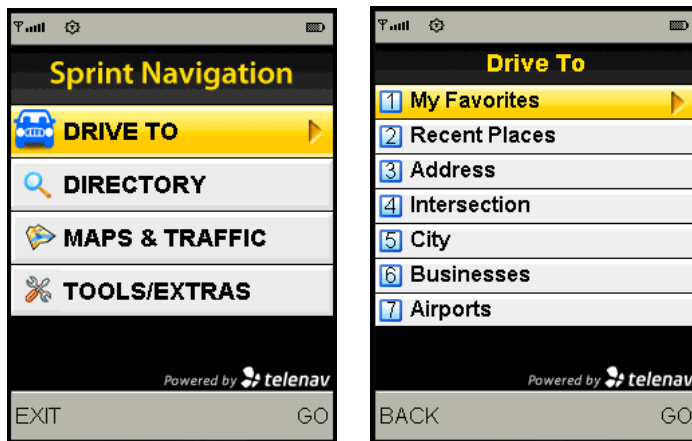 Sprint Navigation
DRIVE TO
DIRECTORY
MAPS & TRAFFIC
TOOLS/EXTRAS
Powered by telenav
EXIT GO
Drive To
1 My Favorites
2 Recent Places
3 Address
4 Intersection
5 City
6 Businesses
7 Airports
Powered by telenav
BACK GO